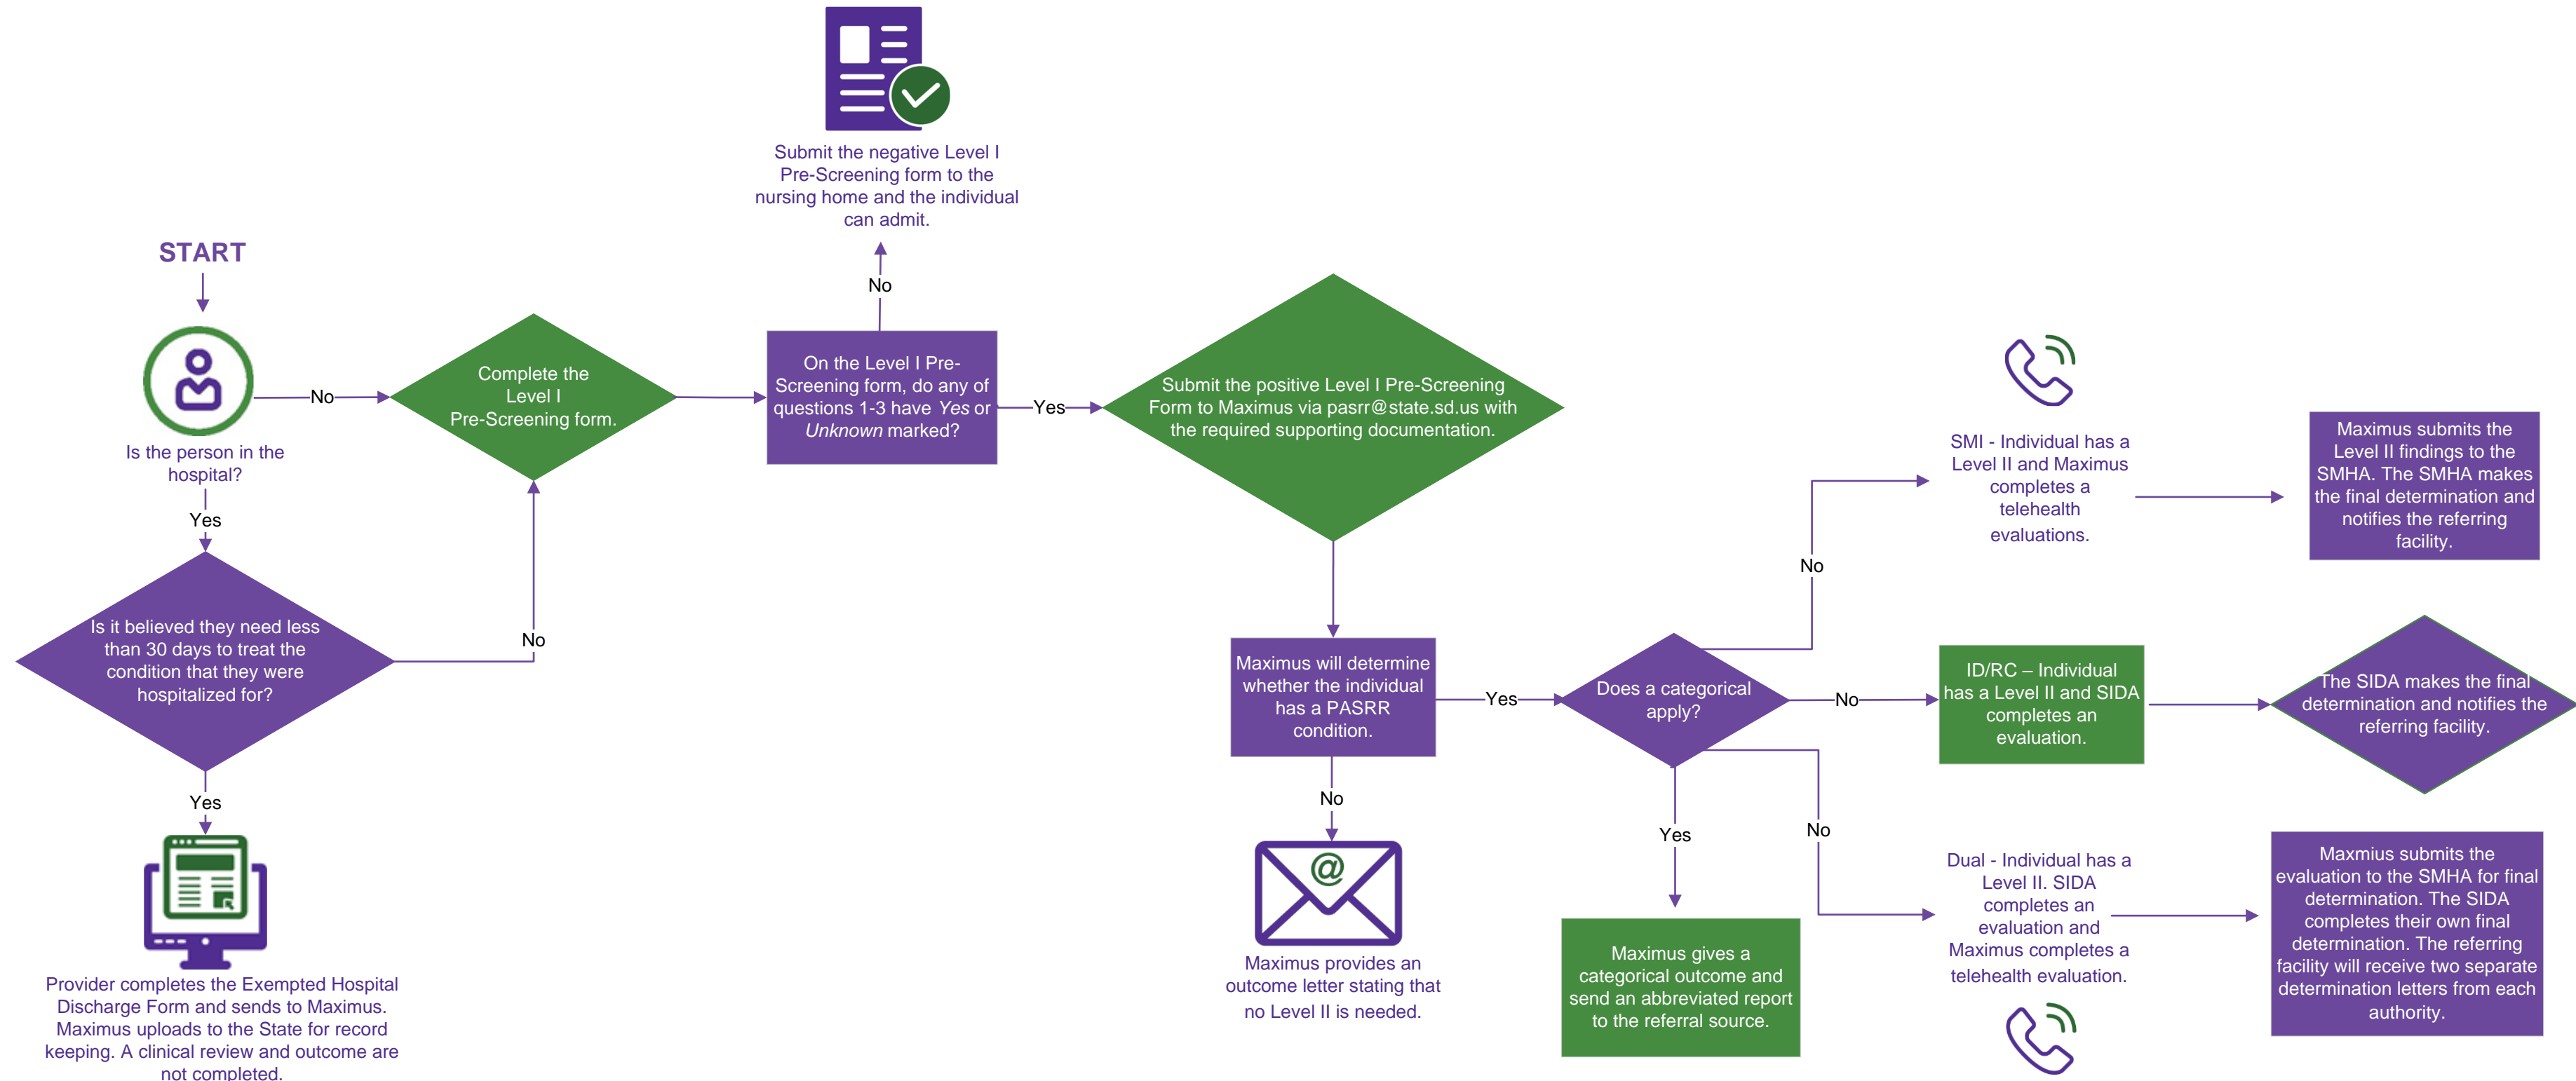 START
Is the person in the
hospital?
No
Yes
Is it believed they need less
than 30 days to treat the
condition that they were
hospitalized for?
No
Yes
Provider completes the Exempted Hospital
Discharge Form and sends to Maximus.
Maximus uploads to the State for record
keeping. A clinical review and outcome are
not completed.
Complete the
Level I
Pre-Screening form.
On the Level I Pre-
Screening form, do any of
questions 1-3 have Yes or
Unknown marked?
No
Submit the negative Level I
Pre-Screening form to the
nursing home and the individual
can admit.
Yes
Submit the positive Level I Pre-Screening
Form to Maximus via pasrr@state.sd.us with
the required supporting documentation.
Maximus will determine
whether the individual
has a PASRR
condition.
No
@
Maximus provides an
outcome letter stating that
no Level II is needed.
Yes
Does a categorical
apply?
Yes
Maximus gives a
categorical outcome and
send an abbreviated report
to the referral source.
No
SMI - Individual has a
Level II and Maximus
completes a
telehealth
evaluations.
Maximus submits the
Level II findings to the
SMHA. The SMHA makes
the final determination and
notifies the referring
facility.
No
ID/RC – Individual
has a Level II and SIDA
completes an
evaluation.
The SIDA makes the final
determination and notifies the
referring facility.
No
Dual - Individual has a
Level II. SIDA
completes an
evaluation and
Maximus completes a
telehealth evaluation.
Maxmius submits the
evaluation to the SMHA for final
determination. The SIDA
completes their own final
determination. The referring
facility will receive two separate
determination letters from each
authority.